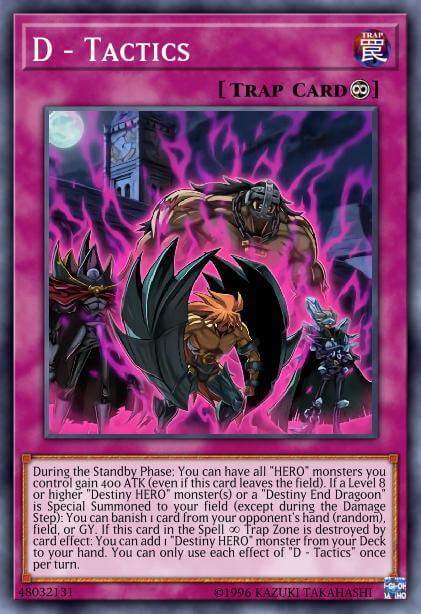 D - Tactics
TRAP
罠
[Trap Card∞]
During the Standby Phase: You can have all "HERO" monsters you
control gain 400 ATK (even if this card leaves the field). If a Level 8
or higher "Destiny HERO" monster(s) or a "Destiny End Dragoon"
is Special Summoned to your field (except during the Damage
Step): You can banish 1 card from your opponent's hand (random),
field, or GY. If this card in the Spell ∞ Trap Zone is destroyed by
card effect: You can add 1 "Destiny HERO" monster from your Deck
to your hand. You can only use each effect of "D - Tactics" once
per turn.
48032131
©1996 KAZUKI TAKAHASHI